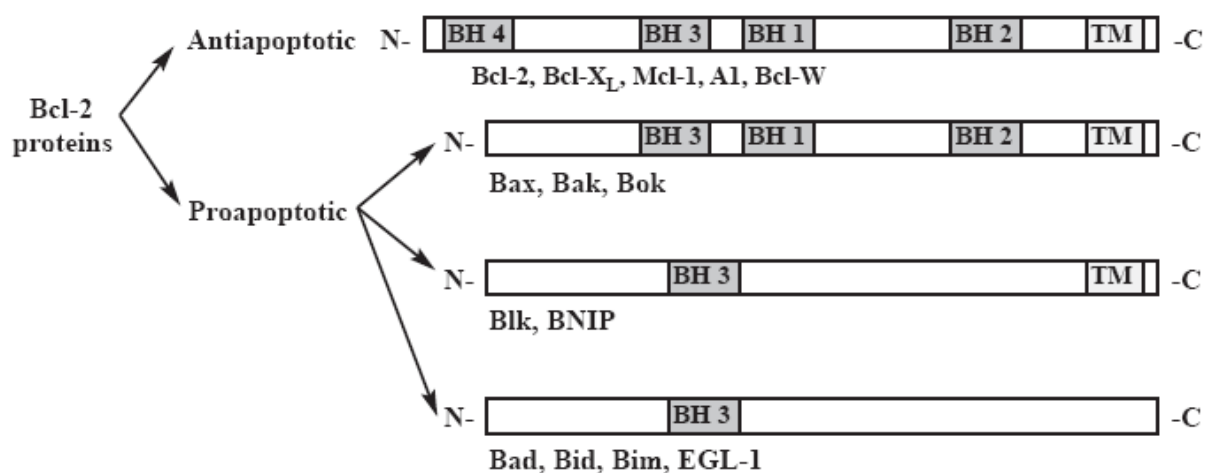 Antiapoptotic N- BH 4 BH 3 BH 1 BH 2 TM -C
Bcl-2, Bcl-XL, Mcl-1, A1, Bcl-W
Bcl-2
proteins
N- BH 3 BH 1 BH 2 TM -C
Bax, Bak, Bok
Proapoptotic
N- BH 3 TM -C
Blk, BNIP
N- BH 3 -C
Bad, Bid, Bim, EGL-1